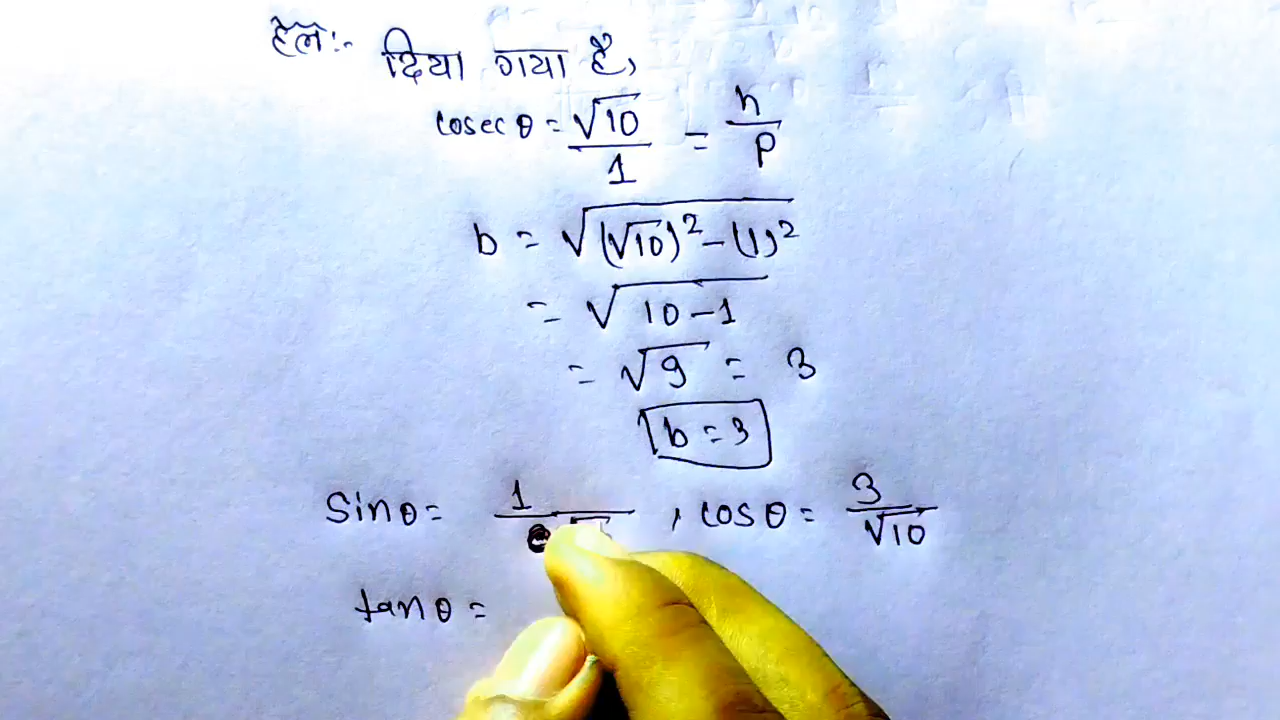 हल:-
दिया गया है,
cosec θ = √10/1 = h/p
b = √((√10)² - (1)²)
= √(10-1)
= √9 = 3
b = 3
Sin θ = 1/ , cos θ = 3/√10
tan θ =